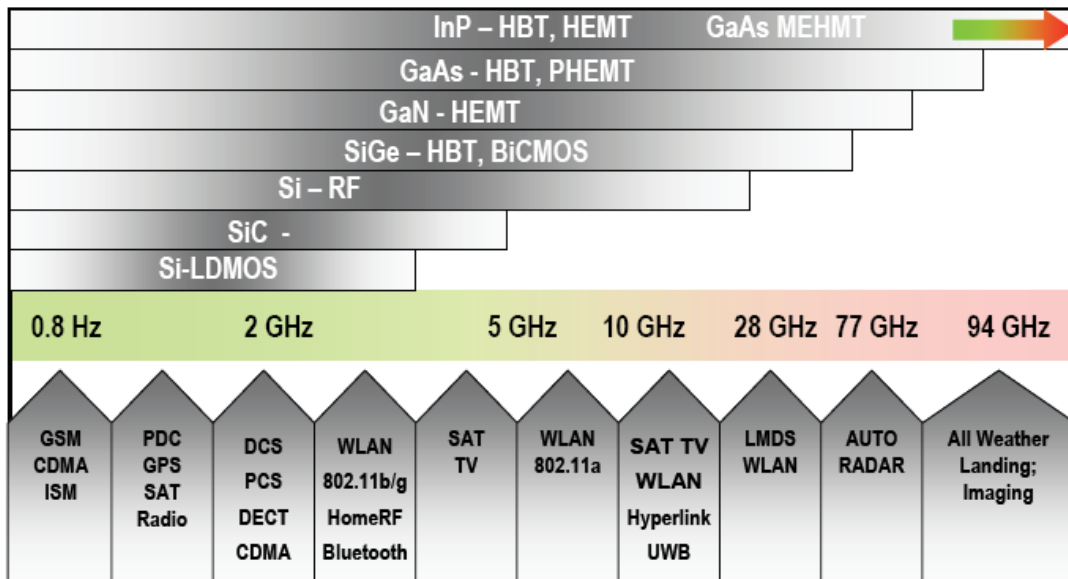 InP – HBT, HEMT GaAs MEHMT
GaAs - HBT, PHEMT
GaN - HEMT
SiGe – HBT, BiCMOS
Si – RF
SiC -
Si-LDMOS
0.8 Hz 2 GHz 5 GHz 10 GHz 28 GHz 77 GHz 94 GHz
GSM
CDMA
ISM
PDC
GPS
SAT
Radio
DCS
PCS
DECT
CDMA
WLAN
802.11b/g
HomeRF
Bluetooth
SAT
TV
WLAN
802.11a
SAT TV
WLAN
Hyperlink
UWB
LMDS
WLAN
AUTO
RADAR
All Weather
Landing;
Imaging